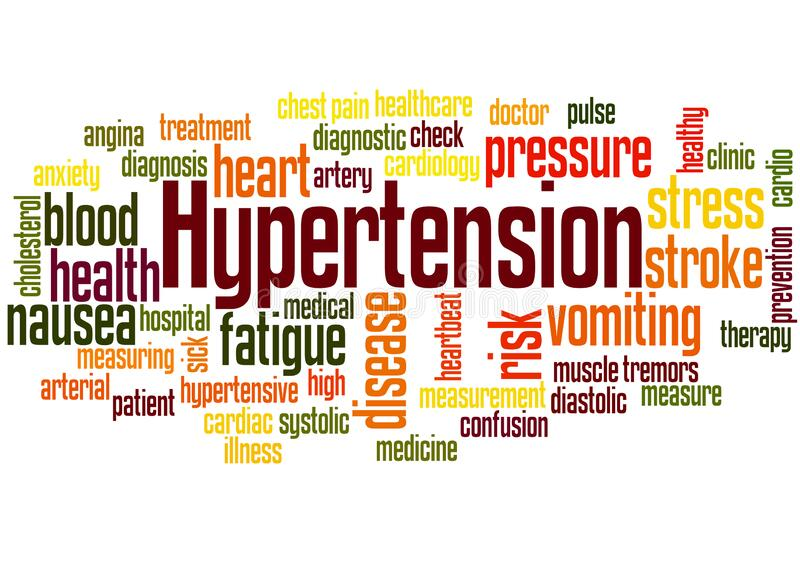 chest pain healthcare
doctor
pulse
angina
treatment
diagnostic
check
pressure
healthy
clinic
cardio
anxiety
diagnosis
heart
artery
cardiology
cholesterol
blood
Hypertension
stress
health
stroke
prevention
nausea
hospital
medical
fatigue
disease
heartbeat
risk
vomiting
therapy
measuring
sick
muscle tremors
arterial
patient
hypertensive
high
measurement
diastolic
measure
cardiac
systolic
confusion
illness
medicine
dreamstime